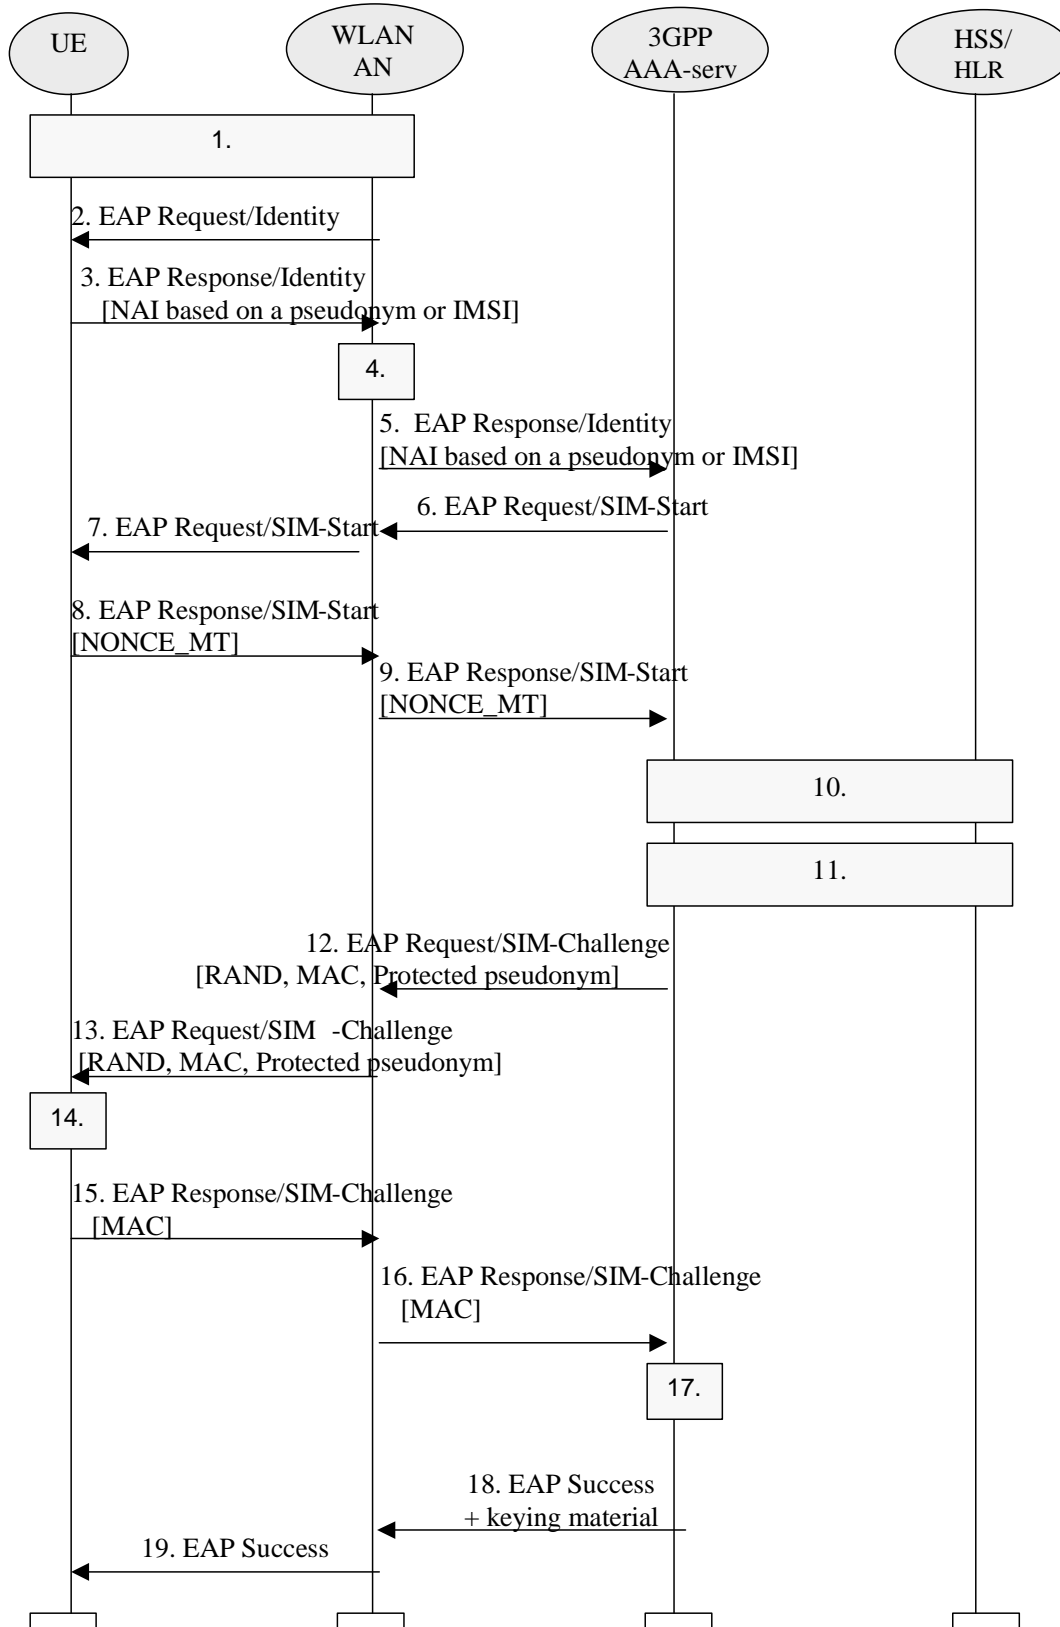 UE
WLAN
AN
3GPP
AAA-serv
HSS/
HLR
1.
2. EAP Request/Identity
3. EAP Response/Identity
[NAI based on a pseudonym or IMSI]
4.
5. EAP Response/Identity
[NAI based on a pseudonym or IMSI]
6. EAP Request/SIM-Start
7. EAP Request/SIM-Start
8. EAP Response/SIM-Start
[NONCE_MT]
9. EAP Response/SIM-Start
[NONCE_MT]
10.
11.
12. EAP Request/SIM-Challenge
[RAND, MAC, Protected pseudonym]
13. EAP Request/SIM -Challenge
[RAND, MAC, Protected pseudonym]
14.
15. EAP Response/SIM-Challenge
[MAC]
16. EAP Response/SIM-Challenge
[MAC]
17.
18. EAP Success
+ keying material
19. EAP Success